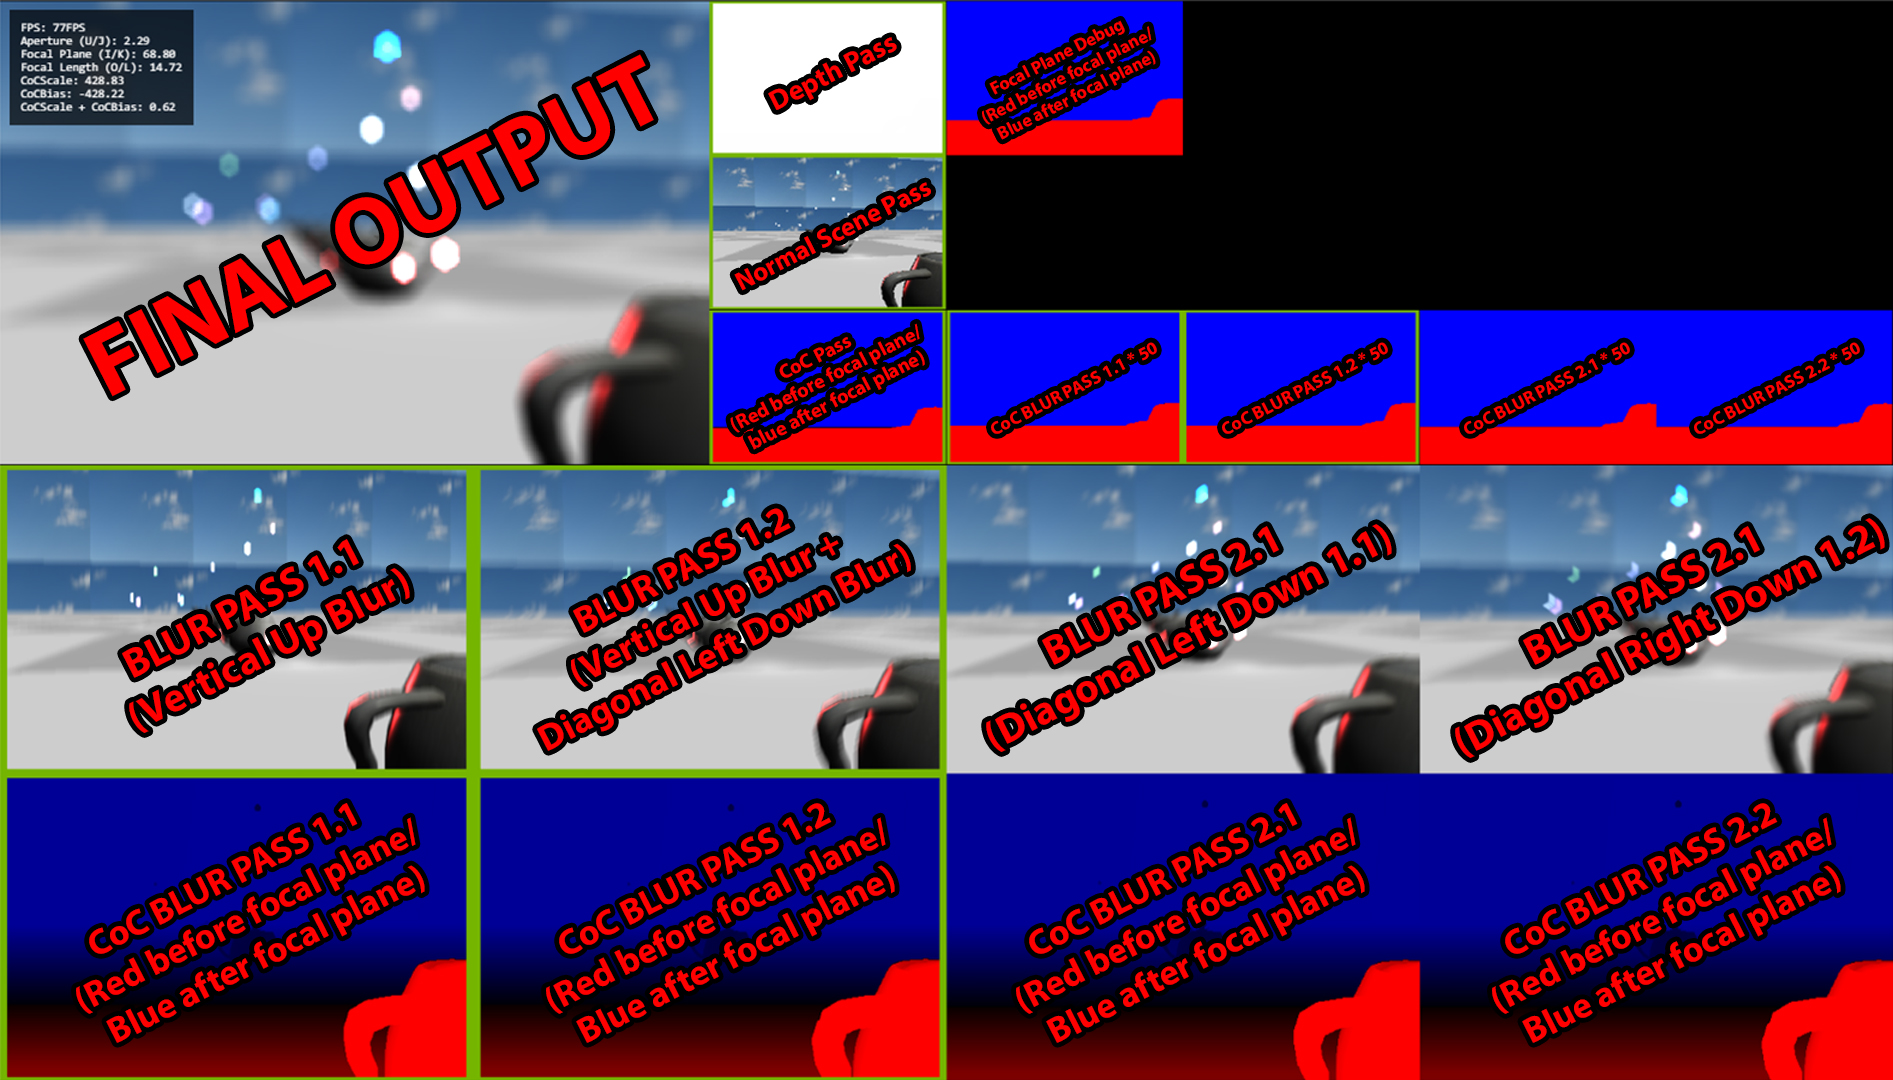 FPS: 77FPS
Aperture (U/J): 2.29
Focal Plane (I/K): 68.80
Focal Length (O/L): 14.72
CoCScale: 428.83
CoCBias: -428.22
CoCScale + CoCBias: 0.62
FINAL OUTPUT
Depth Pass
Focal Plane Debug
(Red before focal plane/
Blue after focal plane)
Normal Scene Pass
CoC Pass
(Red before focal plane/
blue after focal plane)
CoC BLUR PASS 1.1 * 50
CoC BLUR PASS 1.2 * 50
CoC BLUR PASS 2.1 * 50
CoC BLUR PASS 2.2 * 50
BLUR PASS 1.1
(Vertical Up Blur)
BLUR PASS 1.2
(Vertical Up Blur +
Diagonal Left Down Blur)
BLUR PASS 2.1
(Diagonal Left Down 1.1)
BLUR PASS 2.1
(Diagonal Right Down 1.2)
CoC BLUR PASS 1.1
(Red before focal plane/
Blue after focal plane)
CoC BLUR PASS 1.2
(Red before focal plane/
Blue after focal plane)
CoC BLUR PASS 2.1
(Red before focal plane/
Blue after focal plane)
CoC BLUR PASS 2.2
(Red before focal plane/
Blue after focal plane)